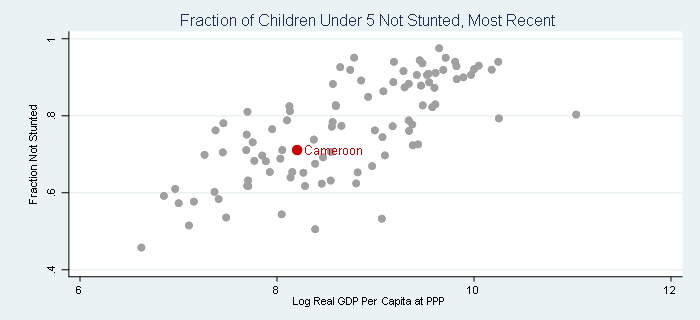 Fraction of Children Under 5 Not Stunted, Most Recent
Fraction Not Stunted
1
.8
.6
.4
Cameroon
6
8
10
12
Log Real GDP Per Capita at PPP